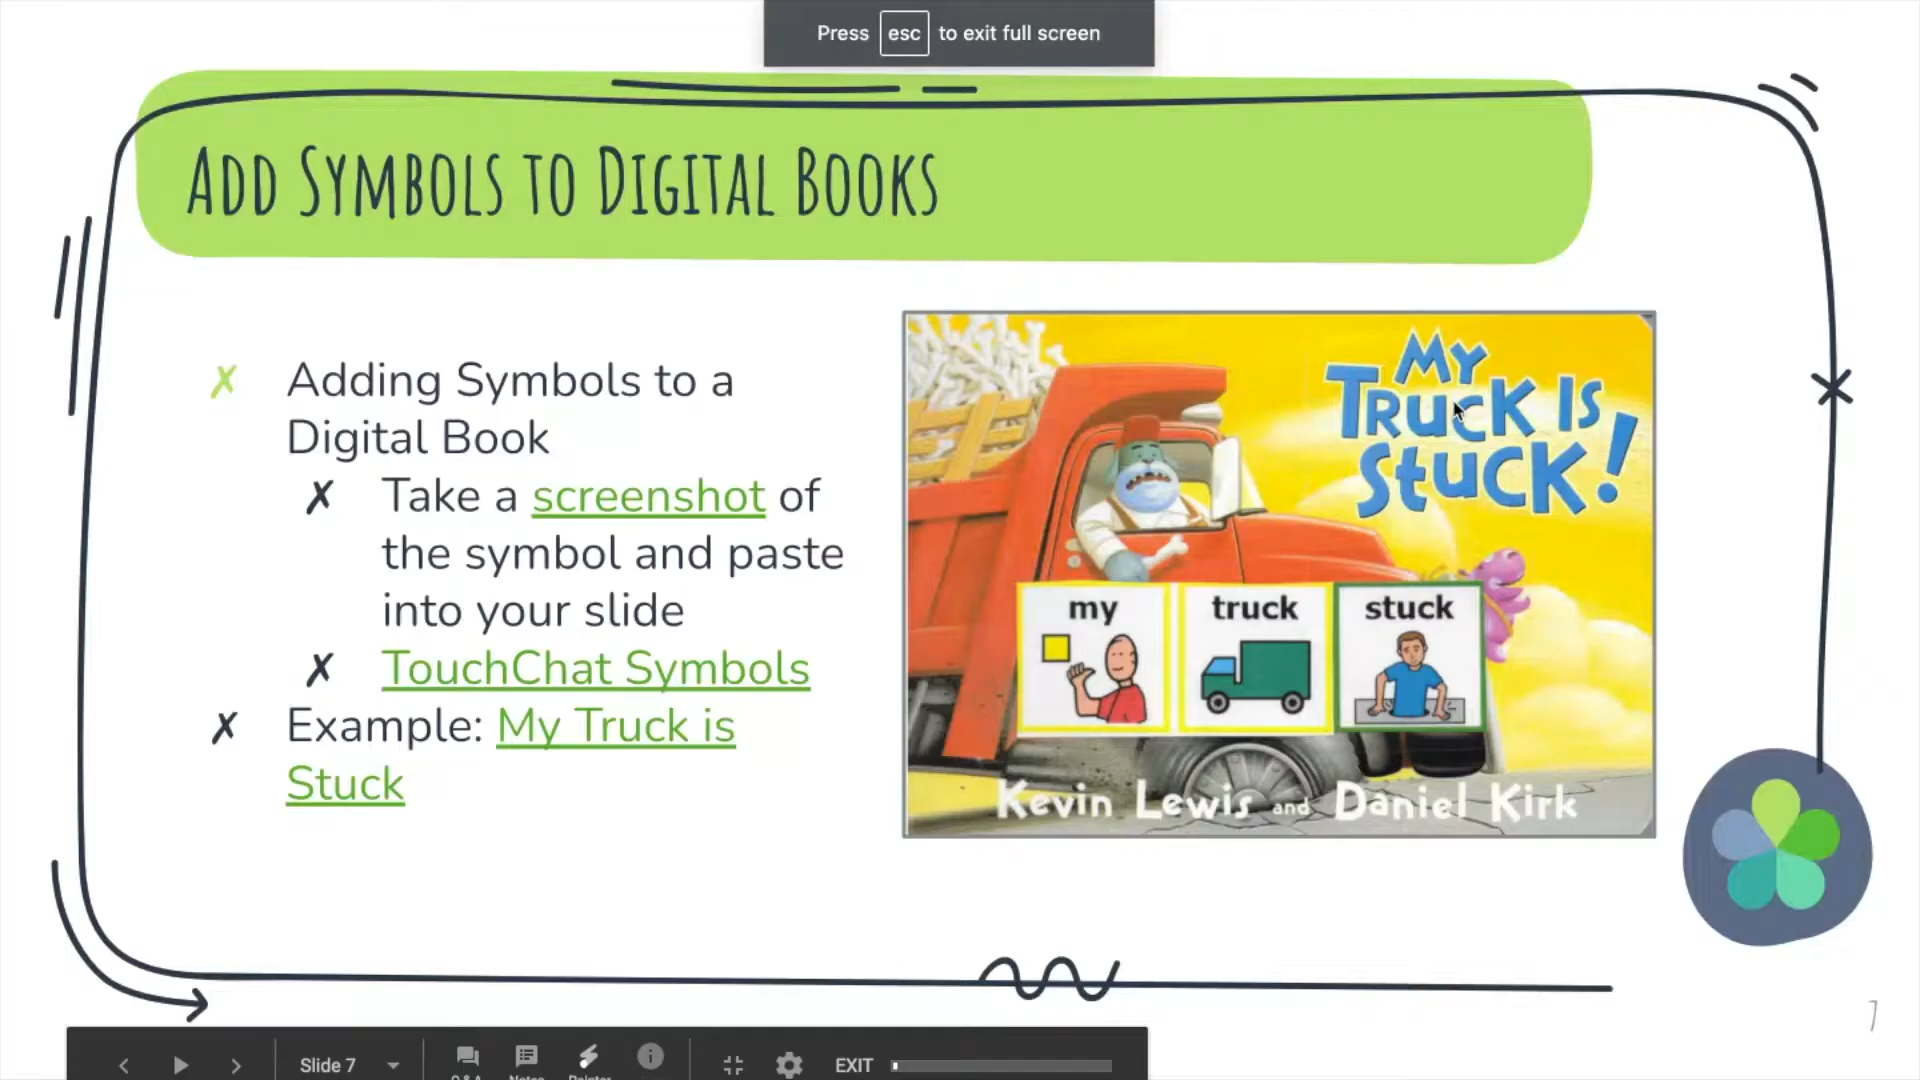 Press esc to exit full screen
Add Symbols to Digital Books
✗ Adding Symbols to a
Digital Book
✗ Take a screenshot of
the symbol and paste
into your slide
✗ TouchChat Symbols
✗ Example: My Truck is
Stuck
My
Truck is
Stuck!
my truck stuck
Kevin Lewis and Daniel Kirk
7
Slide 7
Q & A Notes Pointer
EXIT